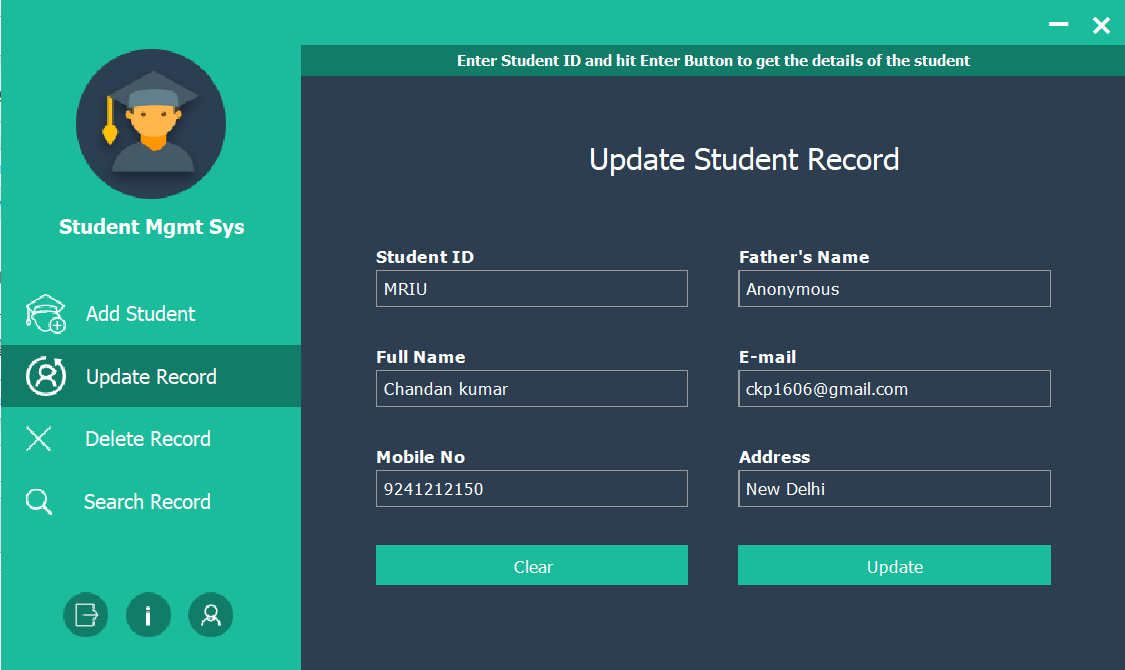 Enter Student ID and hit Enter Button to get the details of the student
Student Mgmt Sys
Add Student
Update Record
Delete Record
Search Record
Update Student Record
Student ID
MRIU
Father's Name
Anonymous
Full Name
Chandan kumar
E-mail
ckp1606@gmail.com
Mobile No
9241212150
Address
New Delhi
Clear
Update